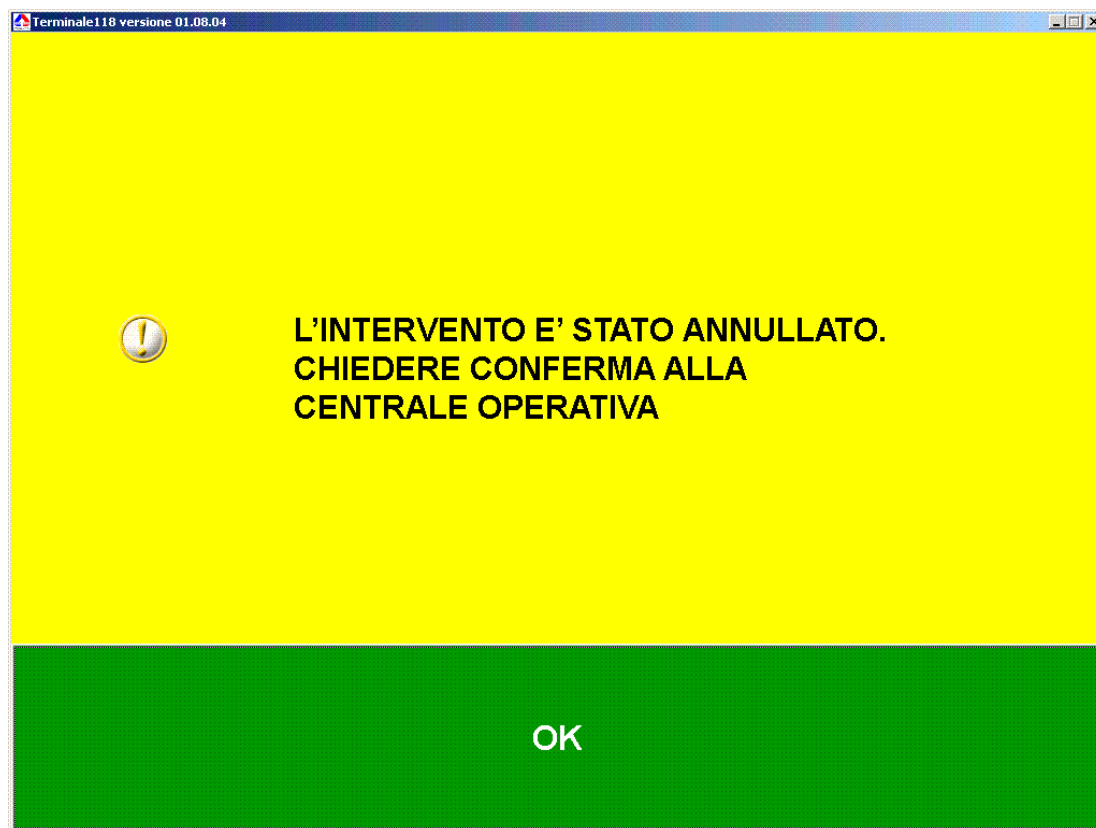 Terminale118 versione 01.08.04
L’INTERVENTO E’ STATO ANNULLATO.
CHIEDERE CONFERMA ALLA
CENTRALE OPERATIVA
OK